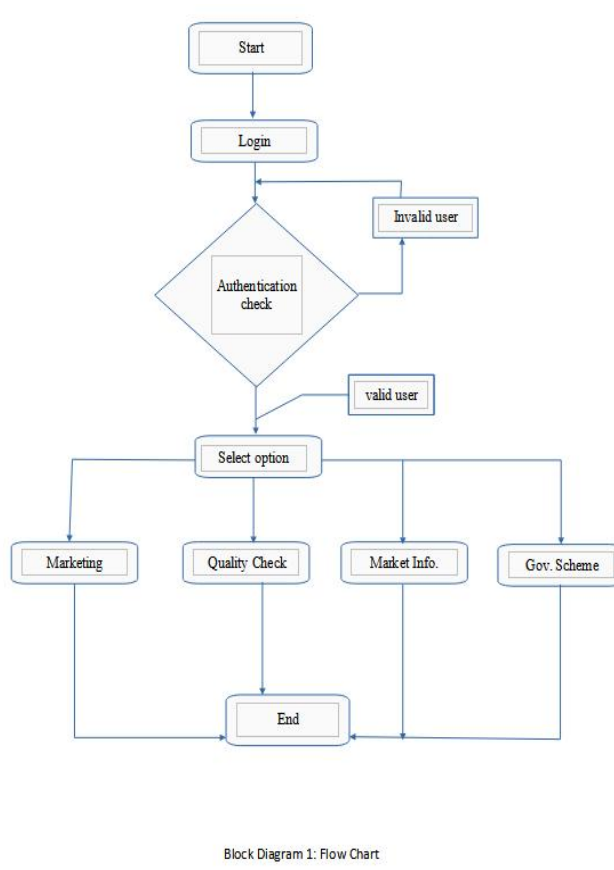 Start
Login
Invalid user
Authentication
check
valid user
Select option
Marketing
Quality Check
Market Info.
Gov. Scheme
End
Block Diagram 1: Flow Chart